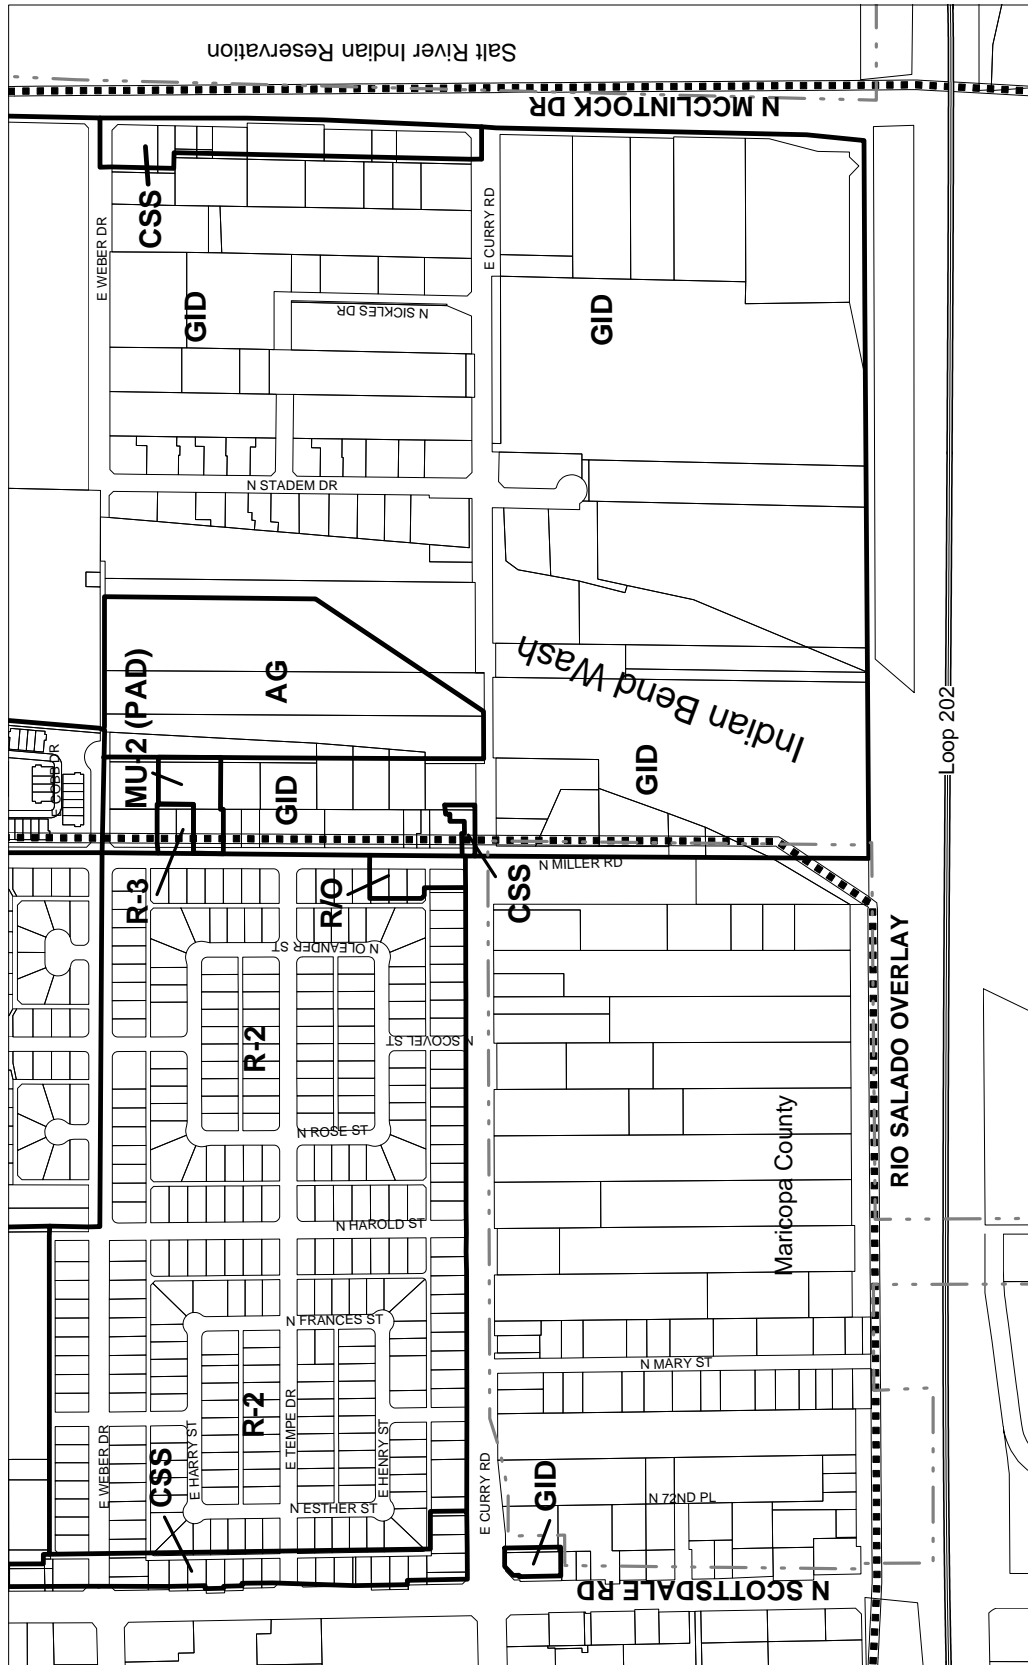 Salt River Indian Reservation
N MCCLINTOCK DR
CSS
E WEBER DR
E CURRY RD
GID
N SICKLES DR
GID
N STADEM DR
MU-2 (PAD)
AG
Indian Bend Wash
E COBB DR
GID
GID
Loop 202
R-3
R/O
CSS
N MILLER RD
N OLEANDER ST
R-2
N SCOVEL ST
RIO SALADO OVERLAY
N ROSE ST
Maricopa County
N HAROLD ST
N FRANCES ST
N MARY ST
R-2
E WEBER DR
CSS
E HARRY ST
E TEMPE DR
E HENRY ST
E CURRY RD
N ESTHER ST
GID
N 72ND PL
N SCOTTSDALE RD